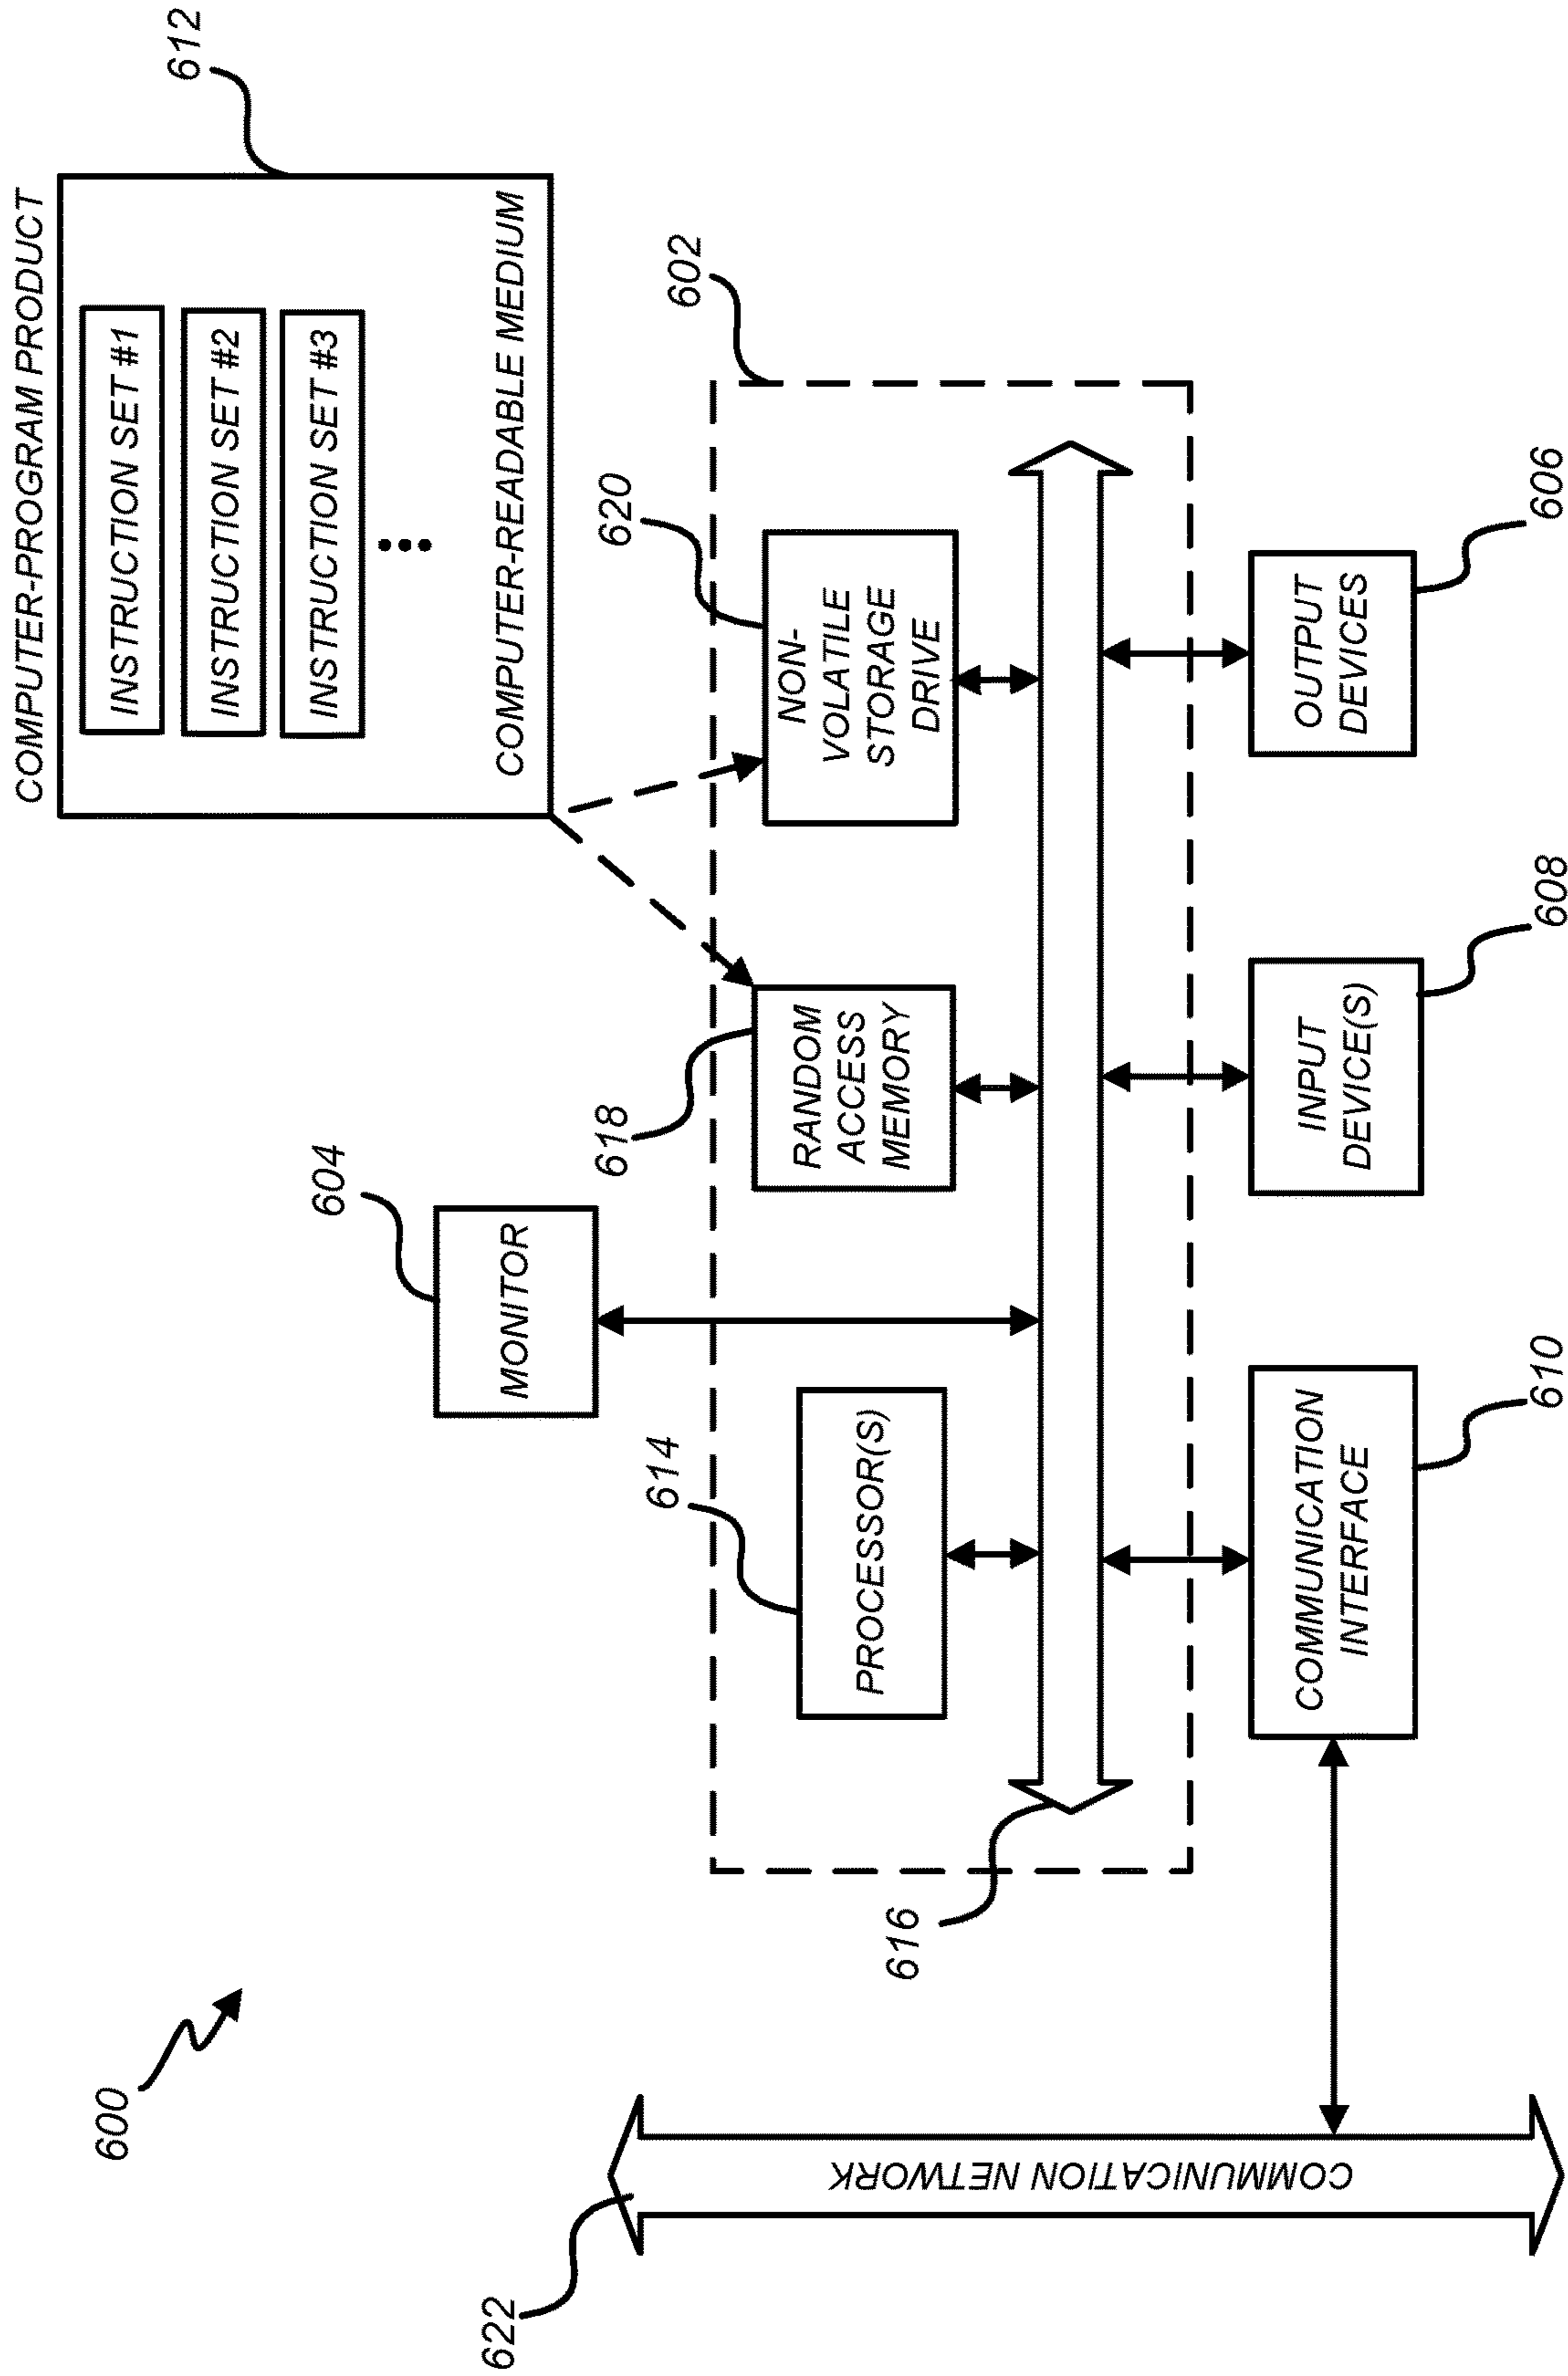 600
COMPUTER-PROGRAM PRODUCT
612
INSTRUCTION SET #1
INSTRUCTION SET #2
INSTRUCTION SET #3
COMPUTER-READABLE MEDIUM
604
MONITOR
602
614
PROCESSOR(S)
618
RANDOM
ACCESS
MEMORY
620
NON-
VOLATILE
STORAGE
DRIVE
616
622
COMMUNICATION NETWORK
COMMUNICATION
INTERFACE
610
INPUT
DEVICE(S)
608
OUTPUT
DEVICES
606